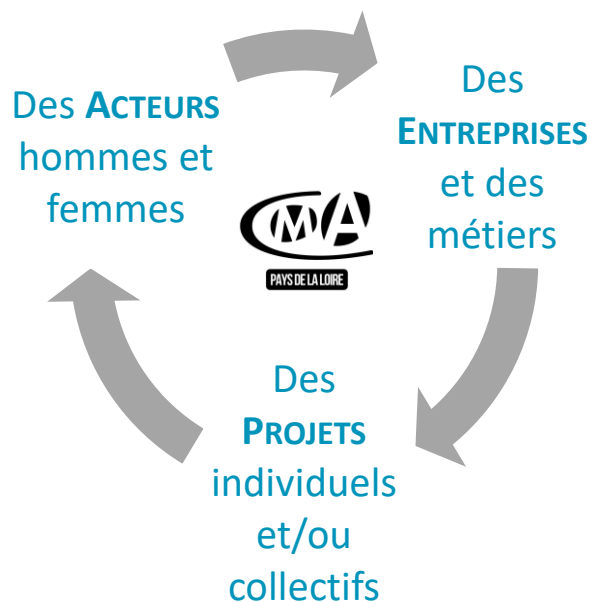 Des ACTEURS
hommes et
femmes
Des
ENTREPRISES
et des
métiers
CMA
PAYS DE LA LOIRE
Des
PROJETS
individuels
et/ou
collectifs